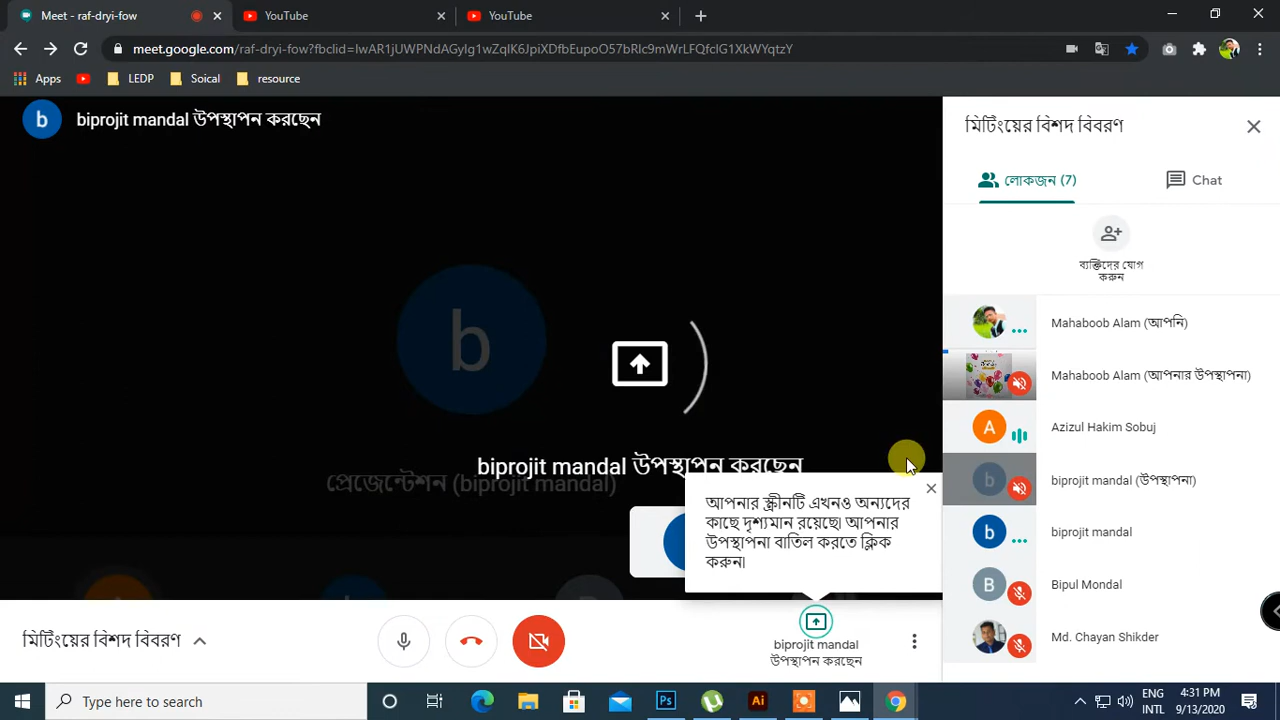 Meet - raf-dryi-fow
YouTube
YouTube
meet.google.com/raf-dryi-fow?fbclid=IwAR1jUWPNdAGyIg1wZqIK6JpiXDfbEupoO57bRIc9mWrLFQfcIG1XkWYqtzY
Apps
LEDP
Soical
resource
b
biprojit mandal উপস্থাপন করছেন
b
biprojit mandal উপস্থাপন করছেন
প্রেজেন্টেশন (biprojit mandal)
আপনার স্ক্রীনটি এখনও অন্যদের
কাছে দৃশ্যমান রয়েছে। আপনার
উপস্থাপনা বাতিল করতে ক্লিক
করুন।
মিটিংয়ের বিশদ বিবরণ
biprojit mandal
উপস্থাপন করছেন
মিটিংয়ের বিশদ বিবরণ
লোকজন (7)
Chat
ব্যক্তিদের যোগ
করুন
Mahaboob Alam (আপনি)
Mahaboob Alam (আপনার উপস্থাপনা)
A
Azizul Hakim Sobuj
b
biprojit mandal (উপস্থাপনা)
b
biprojit mandal
B
Bipul Mondal
Md. Chayan Shikder
Type here to search
Ps
Ai
ENG
INTL
4:31 PM
9/13/2020